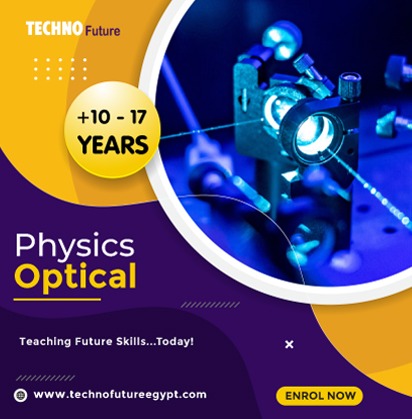 TECHNO Future
+10 - 17
YEARS
Physics
Optical
Teaching Future Skills...Today!
www.technofutureegypt.com
ENROL NOW